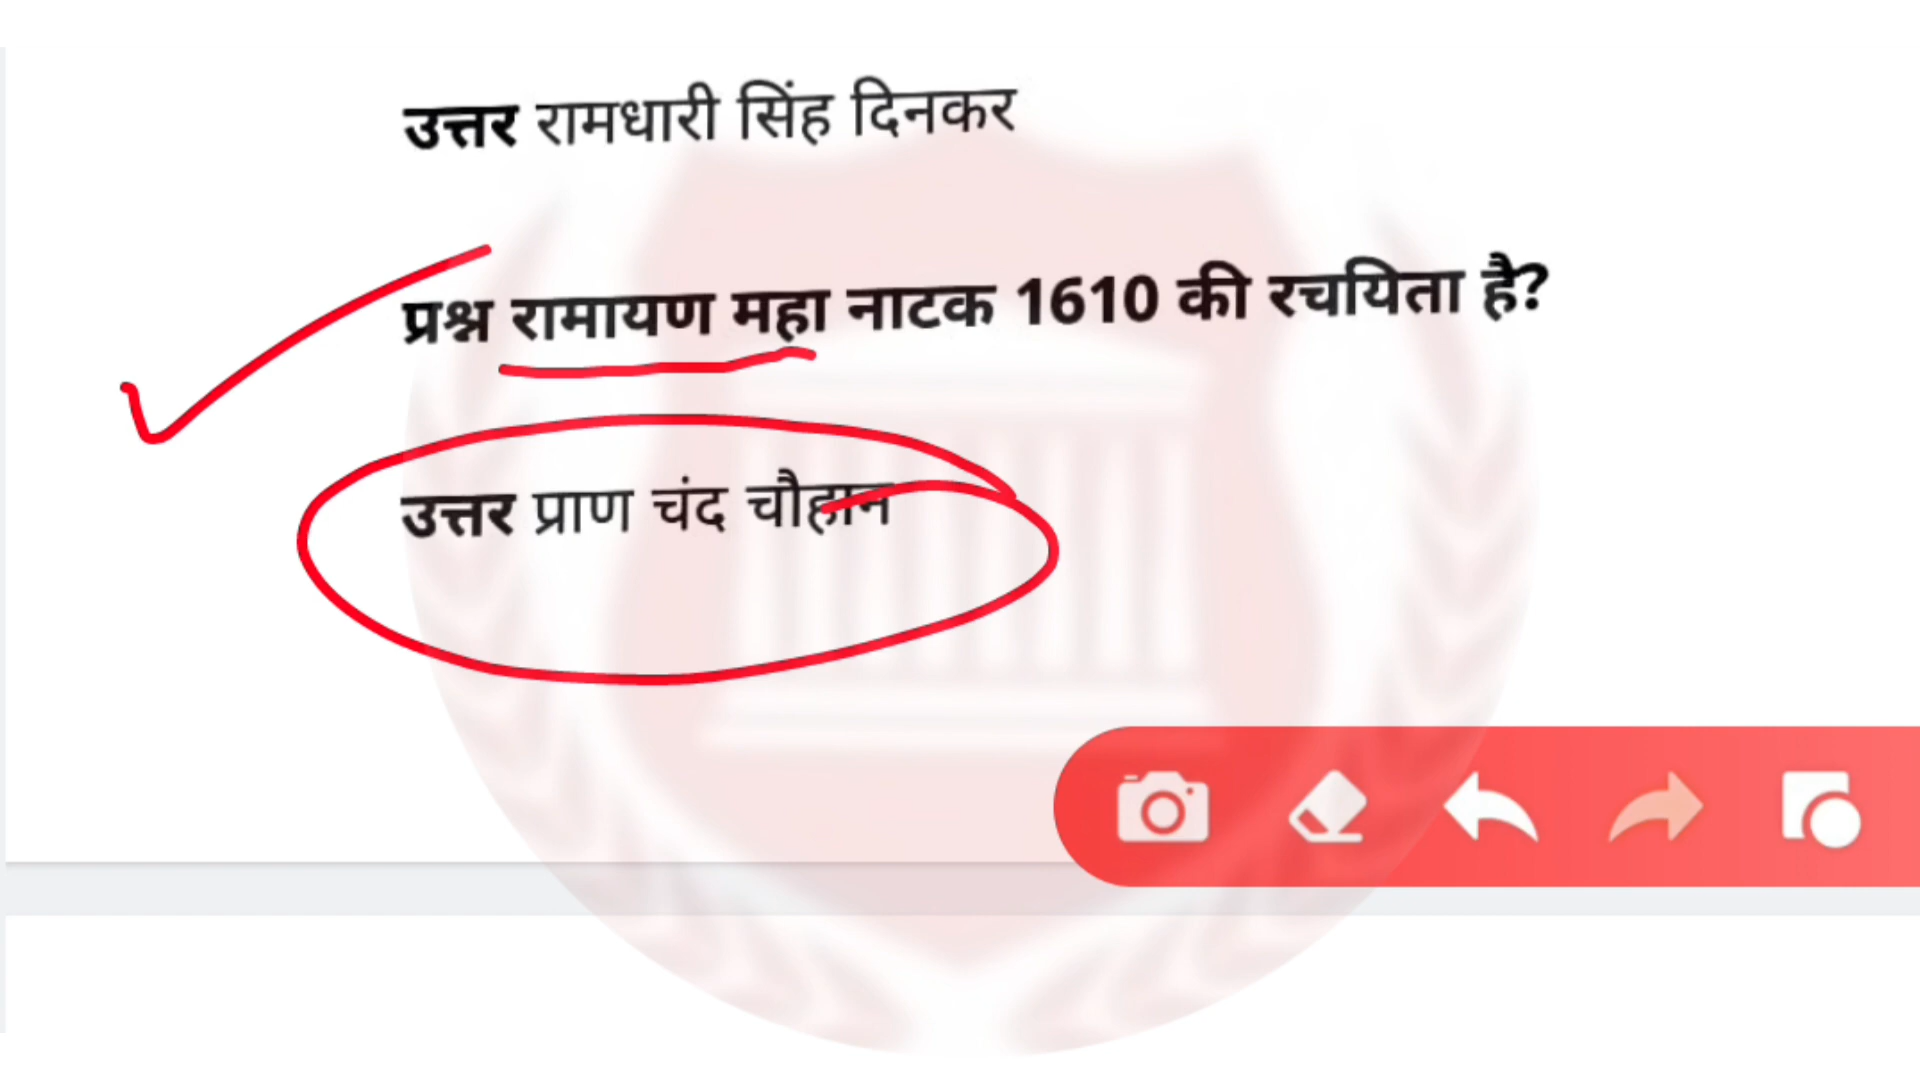 उत्तर रामधारी सिंह दिनकर
प्रश्न रामायण महा नाटक 1610 की रचयिता है?
उत्तर प्राण चंद चौहान